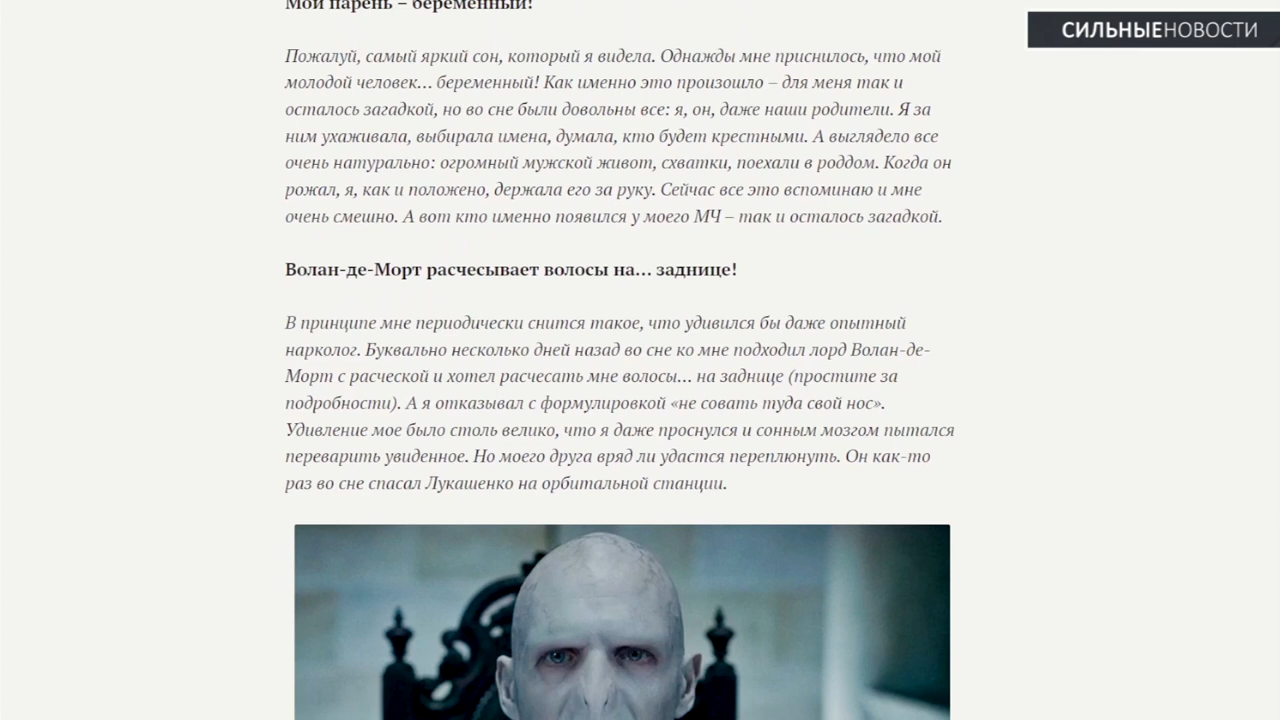 Мой парень – беременный!
СИЛЬНЫЕНОВОСТИ
Пожалуй, самый яркий сон, который я видела. Однажды мне приснилось, что мой
молодой человек… беременный! Как именно это произошло – для меня так и
осталось загадкой, но во сне были довольны все: я, он, даже наши родители. Я за
ним ухаживала, выбирала имена, думала, кто будет крестными. А выглядело все
очень натурально: огромный мужской живот, схватки, поехали в роддом. Когда он
рожал, я, как и положено, держала его за руку. Сейчас все это вспоминаю и мне
очень смешно. А вот кто именно появился у моего МЧ – так и осталось загадкой.
Волан-де-Морт расчесывает волосы на… заднице!
В принципе мне периодически снится такое, что удивился бы даже опытный
нарколог. Буквально несколько дней назад во сне ко мне подходил лорд Волан-де-
Морт с расческой и хотел расчесать мне волосы… на заднице (простите за
подробности). А я отказывал с формулировкой «не совать туда свой нос».
Удивление мое было столь велико, что я даже проснулся и сонным мозгом пытался
переварить увиденное. Но моего друга вряд ли удастся переплюнуть. Он как-то
раз во сне спасал Лукашенко на орбитальной станции.